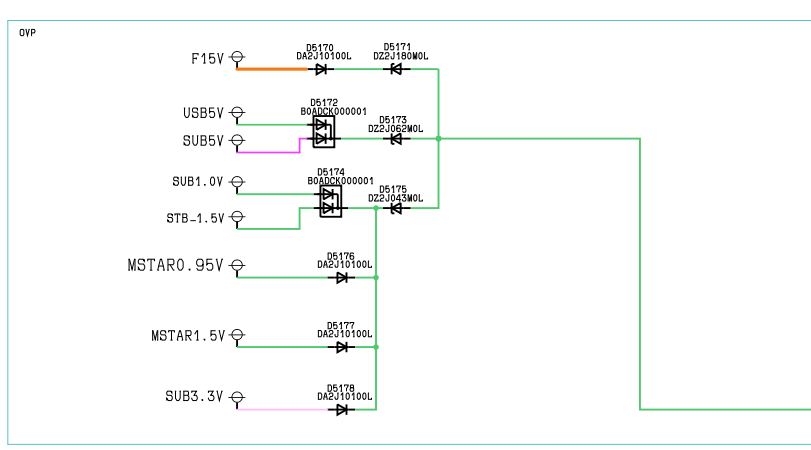 OVP
F15V
D5170
DA2J10100L
D5171
DZ2J180M0L
USB5V
D5172
B0ADCK000001
SUB5V
D5173
DZ2J062M0L
SUB1.0V
D5174
B0ADCK000001
STB-1.5V
D5175
DZ2J043M0L
MSTAR0.95V
D5176
DA2J10100L
MSTAR1.5V
D5177
DA2J10100L
SUB3.3V
D5178
DA2J10100L